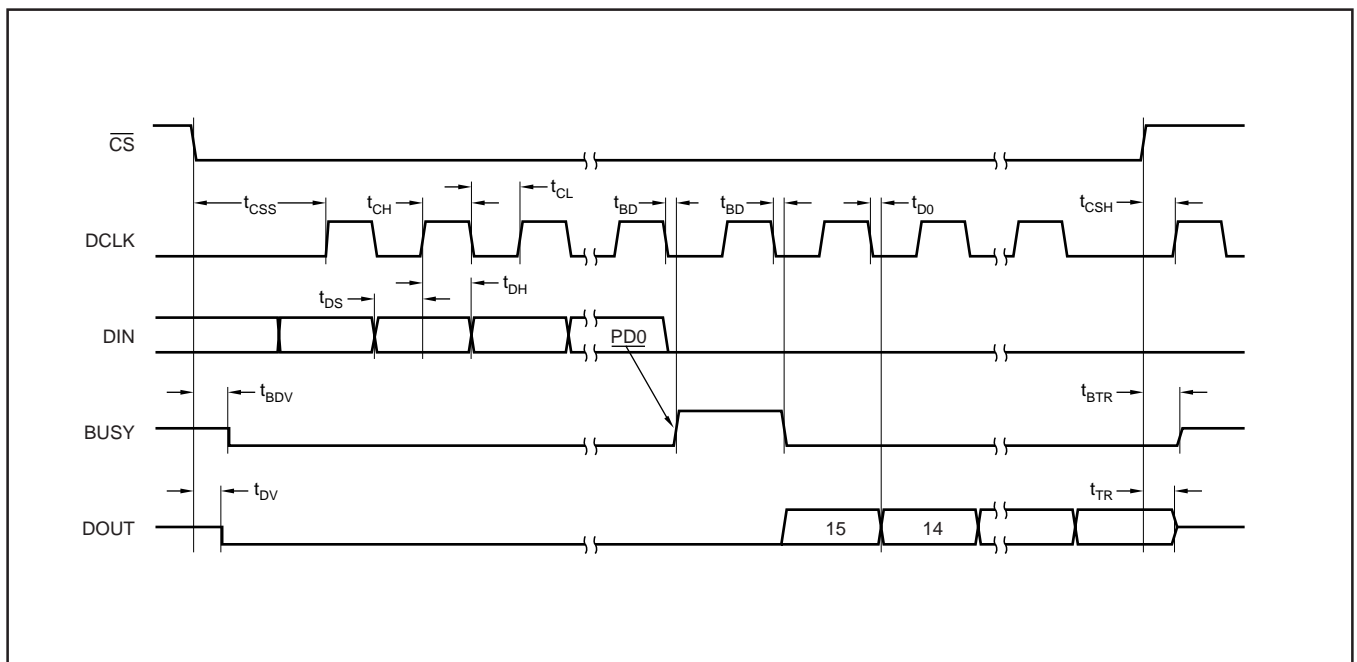 CS
tCSS
tCH
tCL
tBD
tBD
tD0
tCSH
DCLK
tDS
tDH
DIN
PD0
tBDV
tBTR
BUSY
tDV
tTR
DOUT
15
14